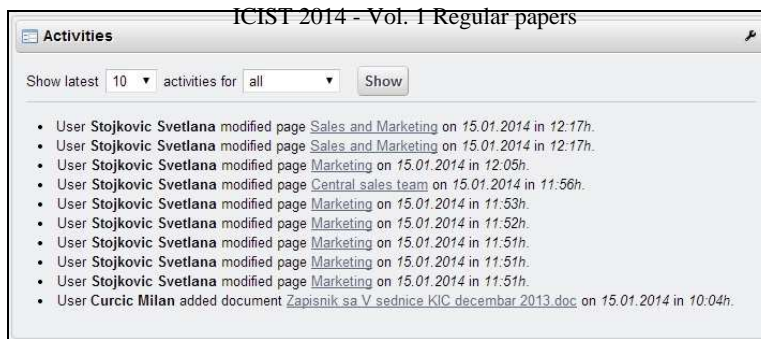 ICIST 2014 - Vol. 1 Regular papers
Activities
Show latest 10 activities for all Show
User Stojkovic Svetlana modified page Sales and Marketing on 15.01.2014 in 12:17h.
User Stojkovic Svetlana modified page Sales and Marketing on 15.01.2014 in 12:17h.
User Stojkovic Svetlana modified page Marketing on 15.01.2014 in 12:05h.
User Stojkovic Svetlana modified page Central sales team on 15.01.2014 in 11:56h.
User Stojkovic Svetlana modified page Marketing on 15.01.2014 in 11:53h.
User Stojkovic Svetlana modified page Marketing on 15.01.2014 in 11:52h.
User Stojkovic Svetlana modified page Marketing on 15.01.2014 in 11:51h.
User Stojkovic Svetlana modified page Marketing on 15.01.2014 in 11:51h.
User Stojkovic Svetlana modified page Marketing on 15.01.2014 in 11:51h.
User Curcic Milan added document Zapisnik sa V sednice KIC decembar 2013.doc on 15.01.2014 in 10:04h.